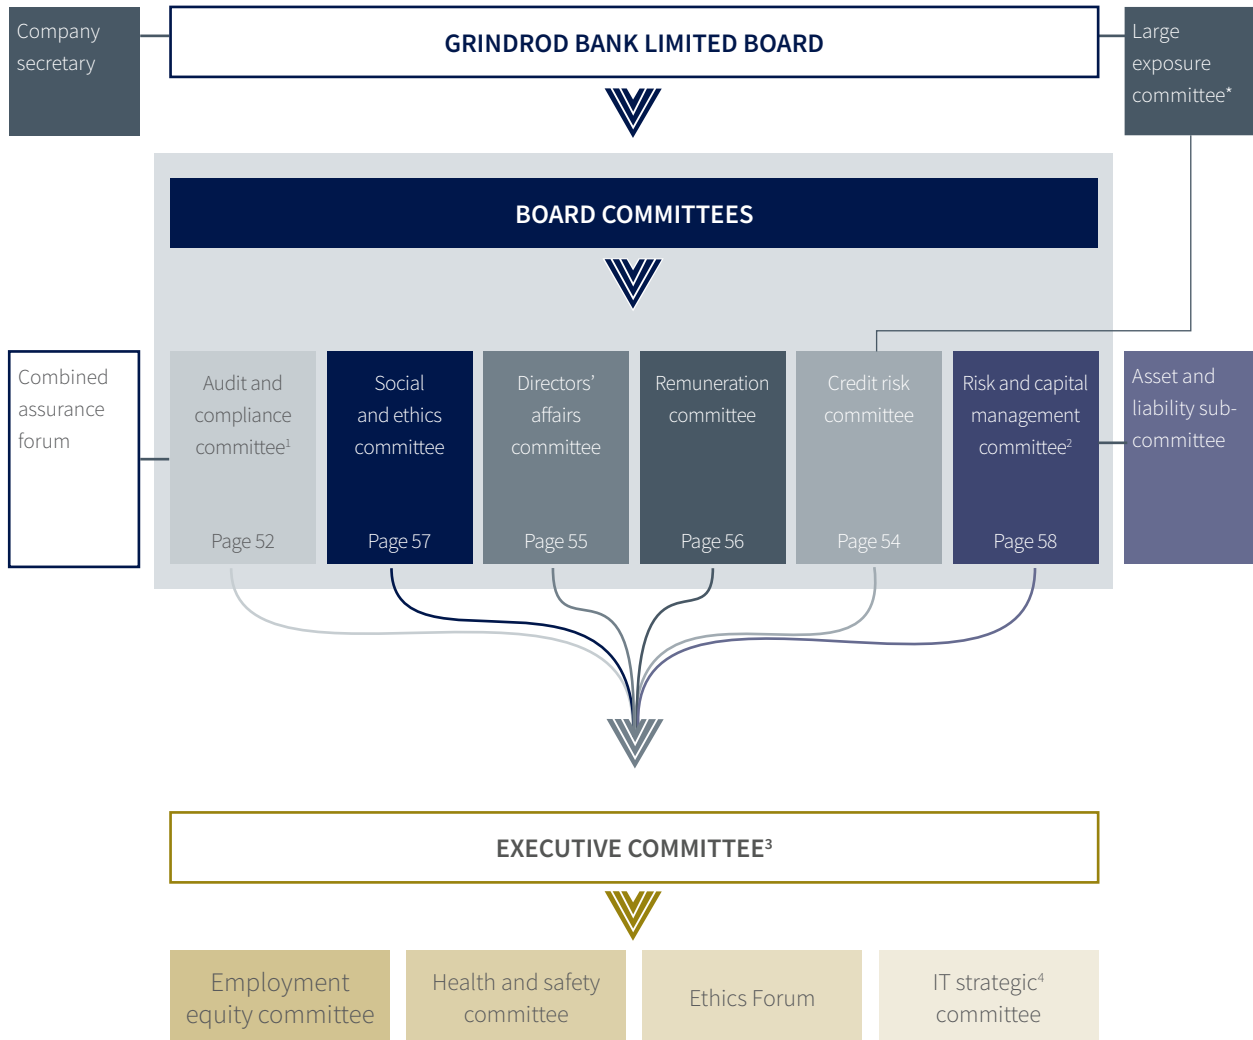 Company
secretary
GRINDROD BANK LIMITED BOARD
Large
exposure
committee*
BOARD COMMITTEES
Combined
assurance
forum
Audit and
compliance
committee¹
Page 52
Social
and ethics
committee
Page 57
Directors’
affairs
committee
Page 55
Remuneration
committee
Page 56
Credit risk
committee
Page 54
Risk and capital
management
committee²
Page 58
Asset and
liability sub-
committee
EXECUTIVE COMMITTEE³
Employment
equity committee
Health and safety
committee
Ethics Forum
IT strategic⁴
committee